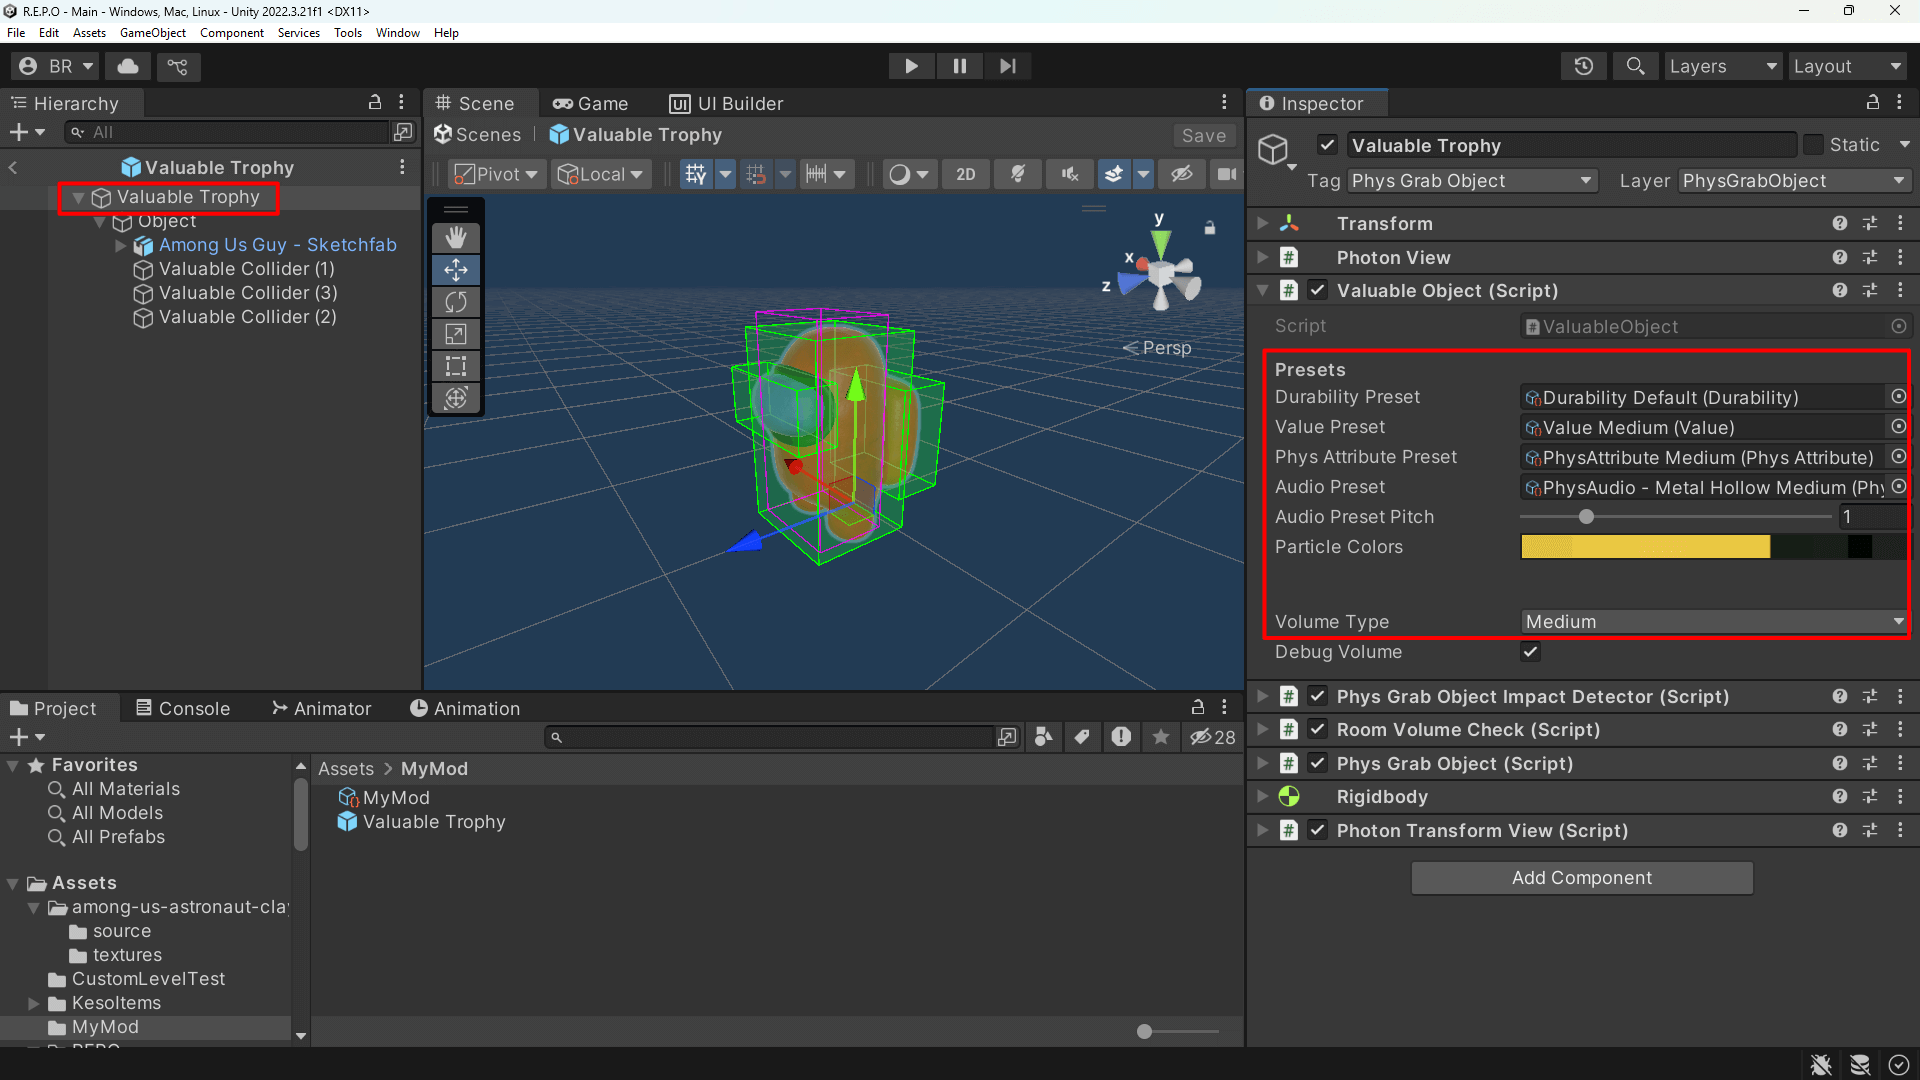 R.E.P.O - Main - Windows, Mac, Linux - Unity 2022.3.21f1 <DX11>
File Edit Assets GameObject Component Services Tools Window Help
BR
Layers
Layout
Hierarchy
All
Valuable Trophy
Valuable Trophy
Object
Among Us Guy - Sketchfab
Valuable Collider (1)
Valuable Collider (3)
Valuable Collider (2)
Scene
Game
UI UI Builder
Scenes
Valuable Trophy
Save
Pivot
Local
2D
y
x
z
Persp
Inspector
Valuable Trophy
Static
Tag Phys Grab Object
Layer PhysGrabObject
Transform
Photon View
Valuable Object (Script)
Script ValuableObject
Presets
Durability Preset Durability Default (Durability)
Value Preset Value Medium (Value)
Phys Attribute Preset PhysAttribute Medium (Phys Attribute)
Audio Preset PhysAudio - Metal Hollow Medium (Phy
Audio Preset Pitch 1
Particle Colors
Volume Type Medium
Debug Volume
Phys Grab Object Impact Detector (Script)
Room Volume Check (Script)
Phys Grab Object (Script)
Rigidbody
Photon Transform View (Script)
Add Component
Project
Console
Animator
Animation
28
Favorites
All Materials
All Models
All Prefabs
Assets
among-us-astronaut-clay
source
textures
CustomLevelTest
KesoItems
MyMod
REPO
Assets > MyMod
MyMod
Valuable Trophy